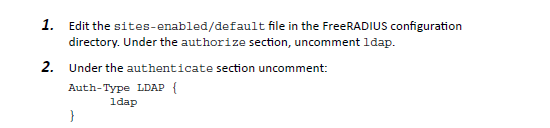 1. Edit the sites-enabled/default file in the FreeRADIUS configuration
directory. Under the authorize section, uncomment ldap.
2. Under the authenticate section uncomment:
Auth-Type LDAP {
ldap
}